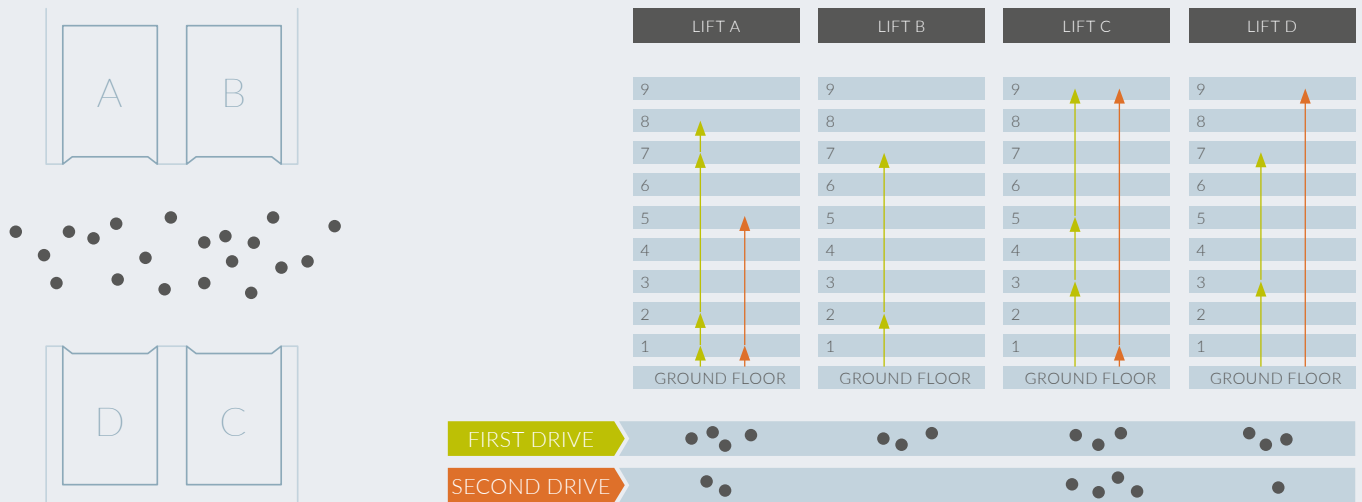 A
B
D
C
LIFT A
9
8
7
6
5
4
3
2
1
GROUND FLOOR
LIFT B
9
8
7
6
5
4
3
2
1
GROUND FLOOR
LIFT C
9
8
7
6
5
4
3
2
1
GROUND FLOOR
LIFT D
9
8
7
6
5
4
3
2
1
GROUND FLOOR
FIRST DRIVE
SECOND DRIVE